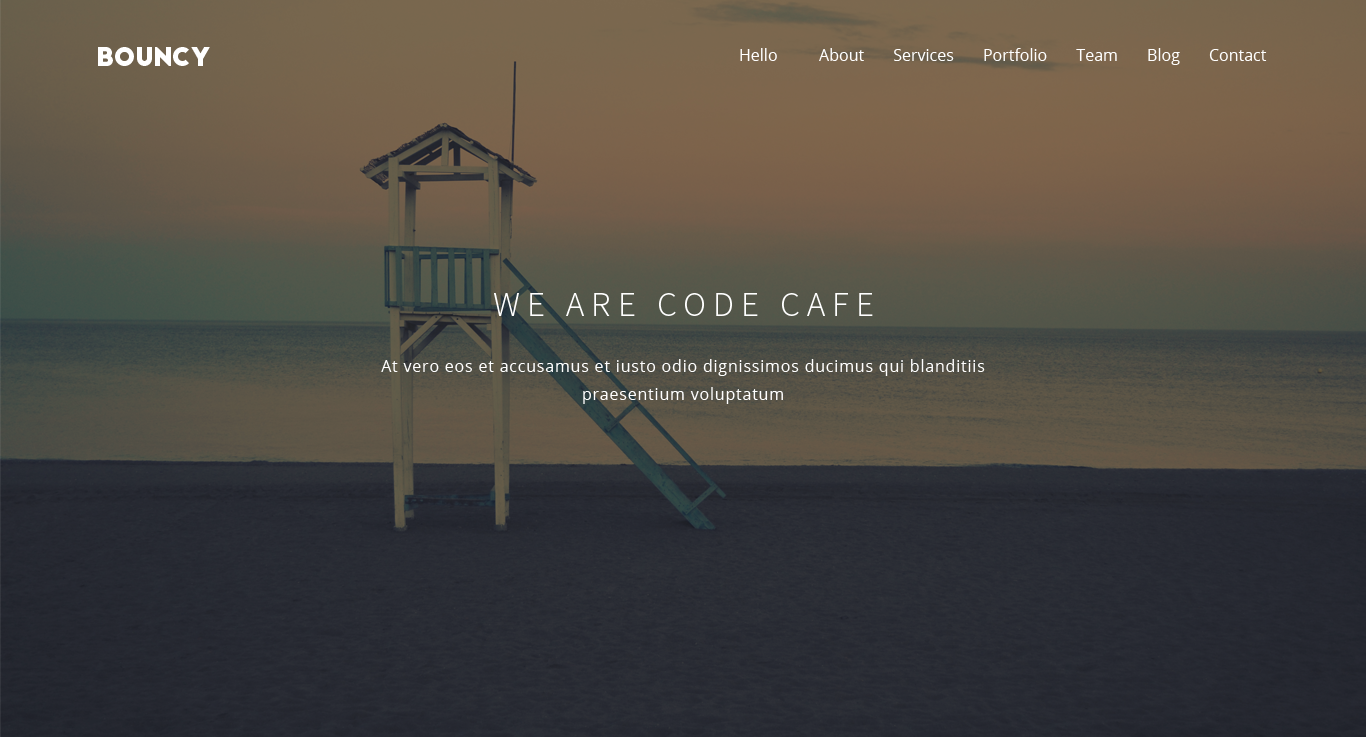 BOUNCY
Hello About Services Portfolio Team Blog Contact
WE ARE CODE CAFE
At vero eos et accusamus et iusto odio dignissimos ducimus qui blanditiis
praesentium voluptatum